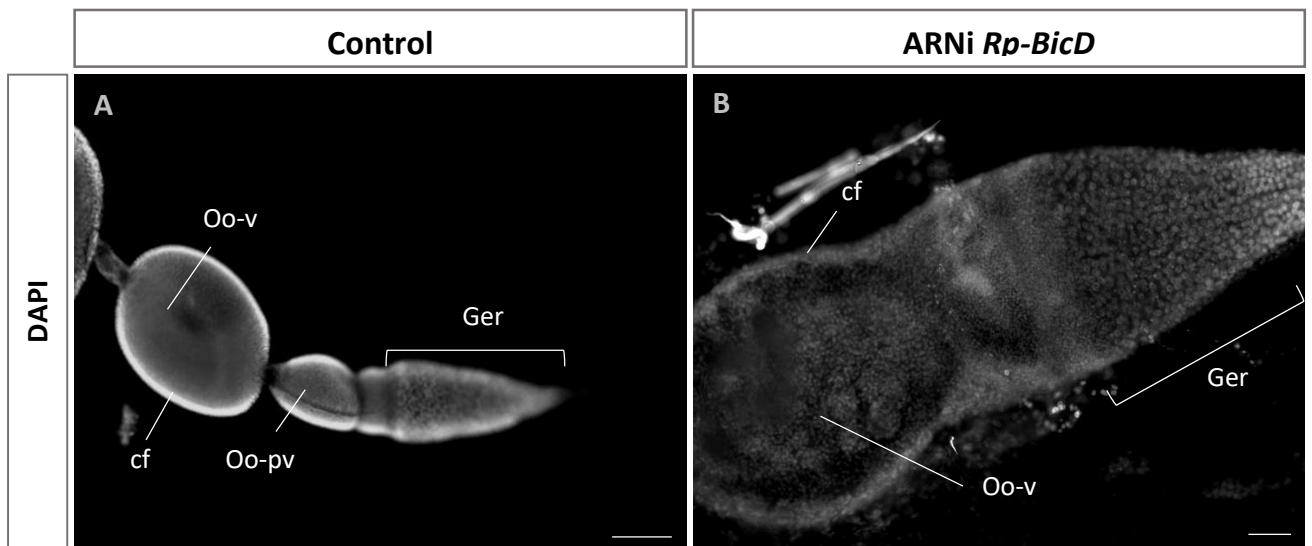 Control
ARNi Rp-BicD
DAPI
A
Oo-v
Ger
cf
Oo-pv
B
cf
Ger
Oo-v